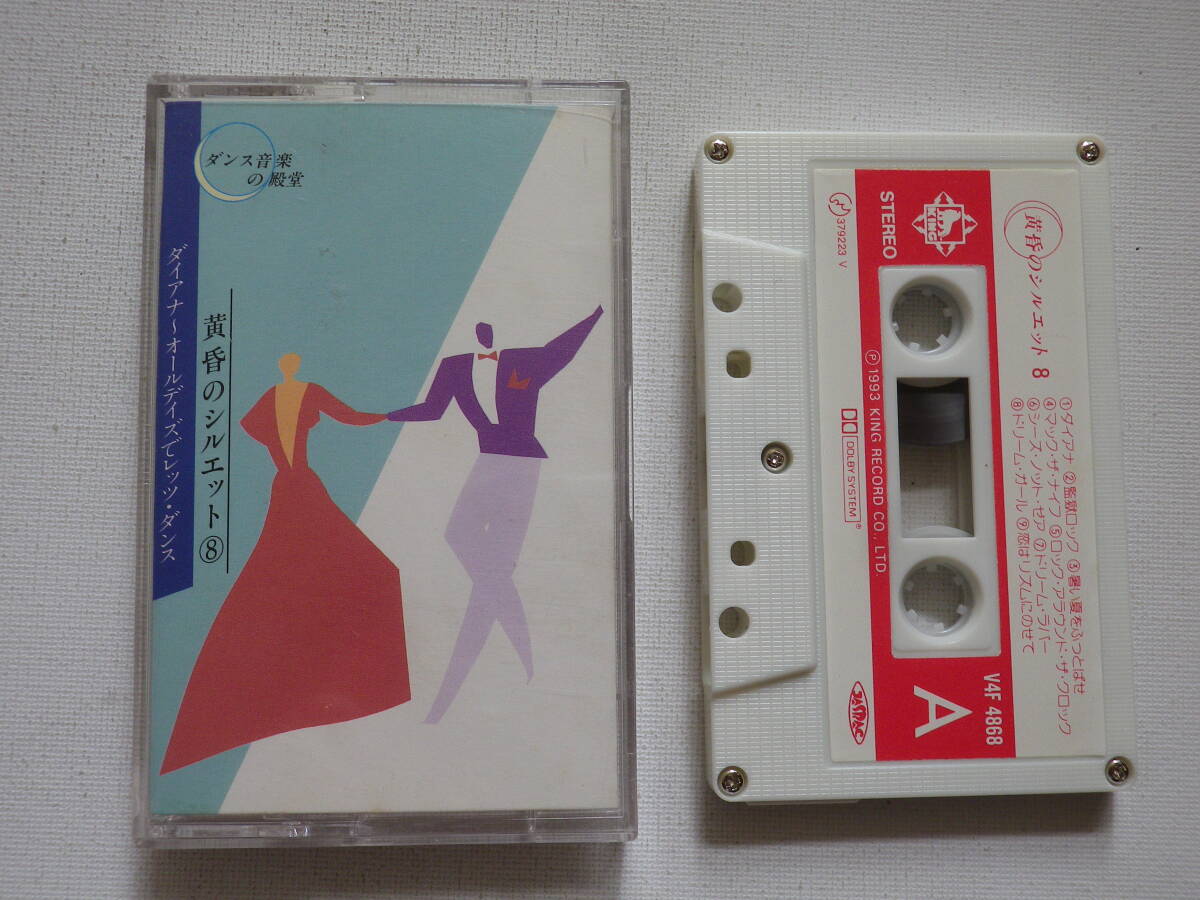 ダンス音楽
の殿堂
ダイアナ～オールデイズでレッツ・ダンス
黄昏のシルエット⑧
黄昏のシルエット 8
①ダイアナ ②監獄ロック ③暑い夏をぶっとばせ
④マック・ザ・ナイフ ⑤ロック・アラウンド・ザ・クロック
⑥シーズ・ノット・ゼア ⑦ドリーム・ラバー
⑧ドリーム・ガール ⑨恋はリズムにのせて
KING
STEREO
379223 V
Ⓟ1993 KING RECORD CO., LTD.
DOLBY SYSTEM®
V4F 4868
A
JASRAC